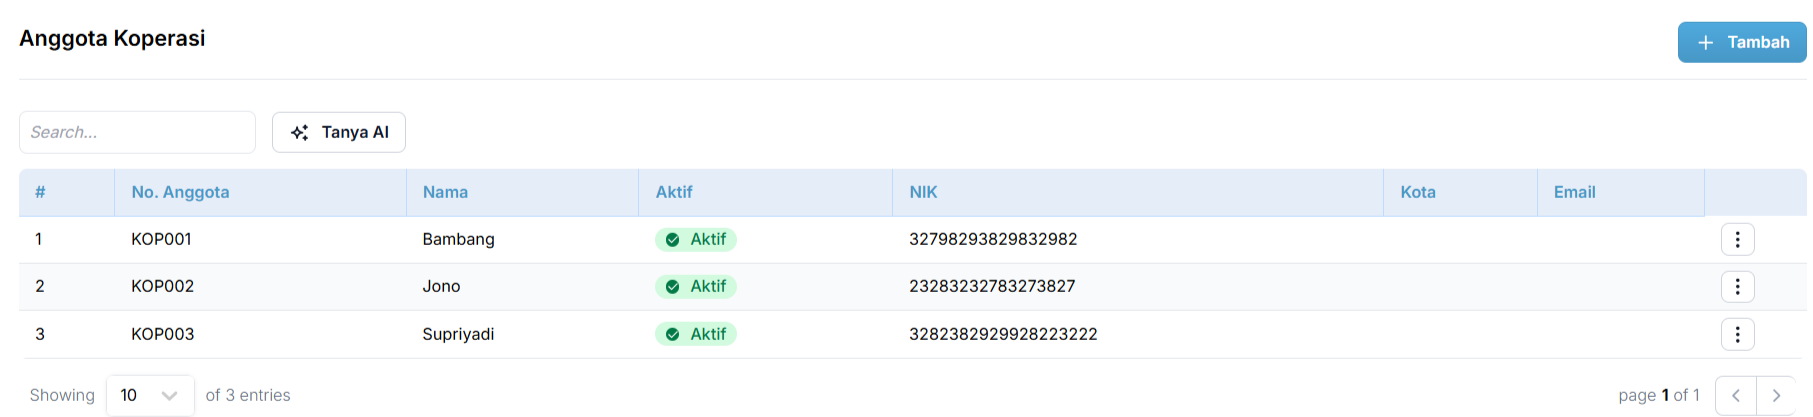 Anggota Koperasi
Tambah
Search...
Tanya AI
# No. Anggota Nama Aktif NIK Kota Email
1 KOP001 Bambang Aktif 32798293829832982
2 KOP002 Jono Aktif 23283232783273827
3 KOP003 Supriyadi Aktif 3282382929928223222
Showing 10 of 3 entries page 1 of 1